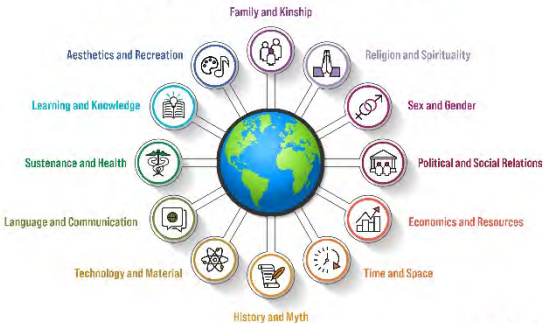 Family and Kinship
Aesthetics and Recreation
Religion and Spirituality
Learning and Knowledge
Sex and Gender
Sustenance and Health
Political and Social Relations
Language and Communication
Economics and Resources
Technology and Material
Time and Space
History and Myth